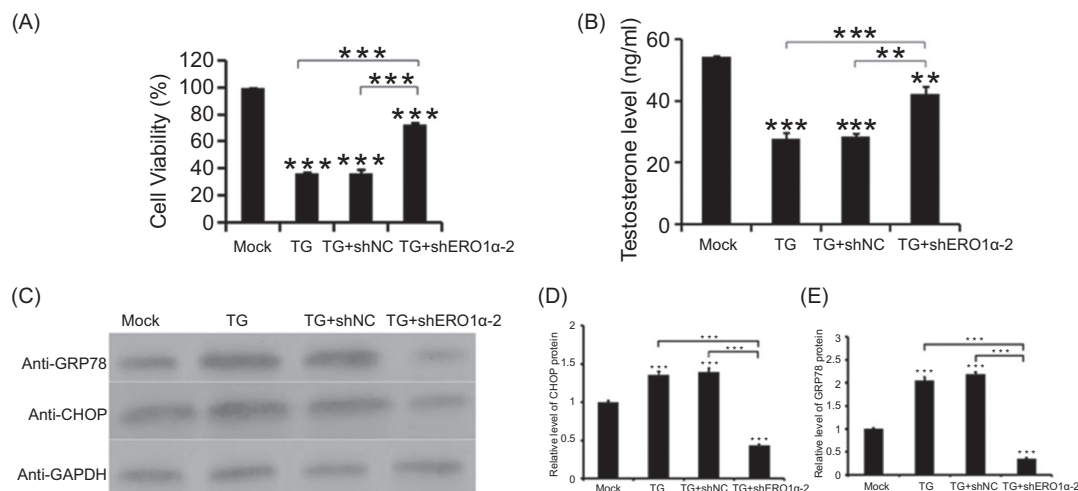 (A)
Cell Viability (%)
120
100
80
60
40
20
0
***
***
***
***
***
Mock TG TG+shNC TG+shERO1α-2
(B)
Testosterone level (ng/ml)
60
40
20
0
***
**
***
***
**
Mock TG TG+shNC TG+shERO1α-2
(C)
Mock TG TG+shNC TG+shERO1α-2
Anti-GRP78
Anti-CHOP
Anti-GAPDH
(D)
Relative level of CHOP protein
2
1.5
1
0.5
0
***
***
***
***
***
Mock TG TG+shNC TG+shERO1α-2
(E)
Relative level of GRP78 protein
3
2.5
2
1.5
1
0.5
0
***
***
***
***
***
Mock TG TG+shNC TG+shERO1α-2